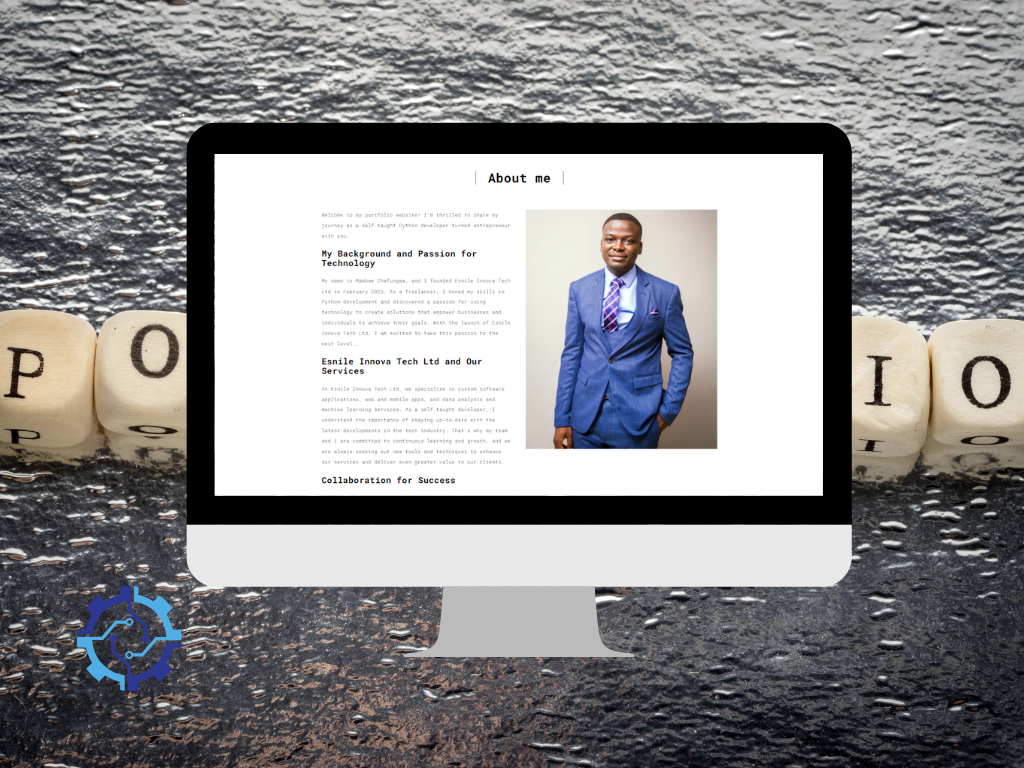 About me
Welcome to my portfolio website! I'm thrilled to share my
journey as a self-taught Python developer turned entrepreneur
with you.
My Background and Passion for
Technology
My name is and I founded Esnile Innova Tech
Ltd in February 2023. As a freelancer, I honed my skills in
Python development and discovered a passion for using
technology to create solutions that empower businesses and
individuals to achieve their goals. With the launch of Esnile
Innova Tech Ltd, I am excited to take this passion to the
next level..
Esnile Innova Tech Ltd and Our
Services
At Esnile Innova Tech Ltd, we specialize in custom software
applications, web and mobile apps, and data analysis and
machine learning services. As a self-taught developer, I
understand the importance of staying up-to-date with the
latest developments in the tech industry. That's why my team
and I are committed to continuous learning and growth, and we
are always seeking out new tools and techniques to enhance
our services and deliver even greater value to our clients.
Collaboration for Success
P O I O
P O I O